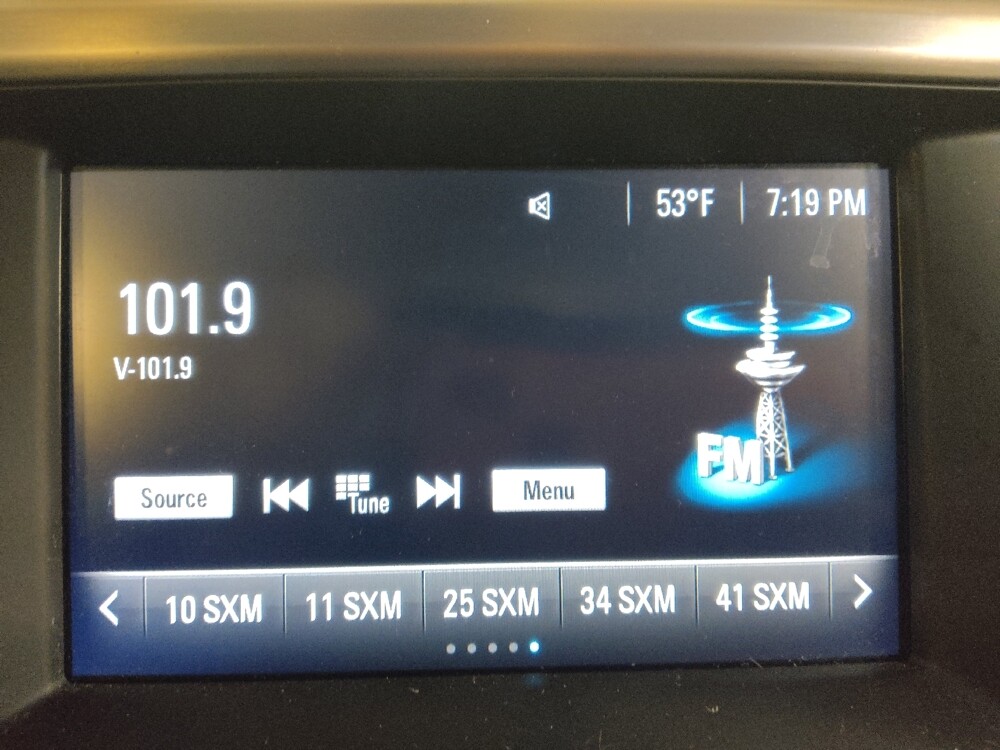 53°F 7:19 PM
101.9
V-101.9
FM
Source Tune Menu
10 SXM 11 SXM 25 SXM 34 SXM 41 SXM